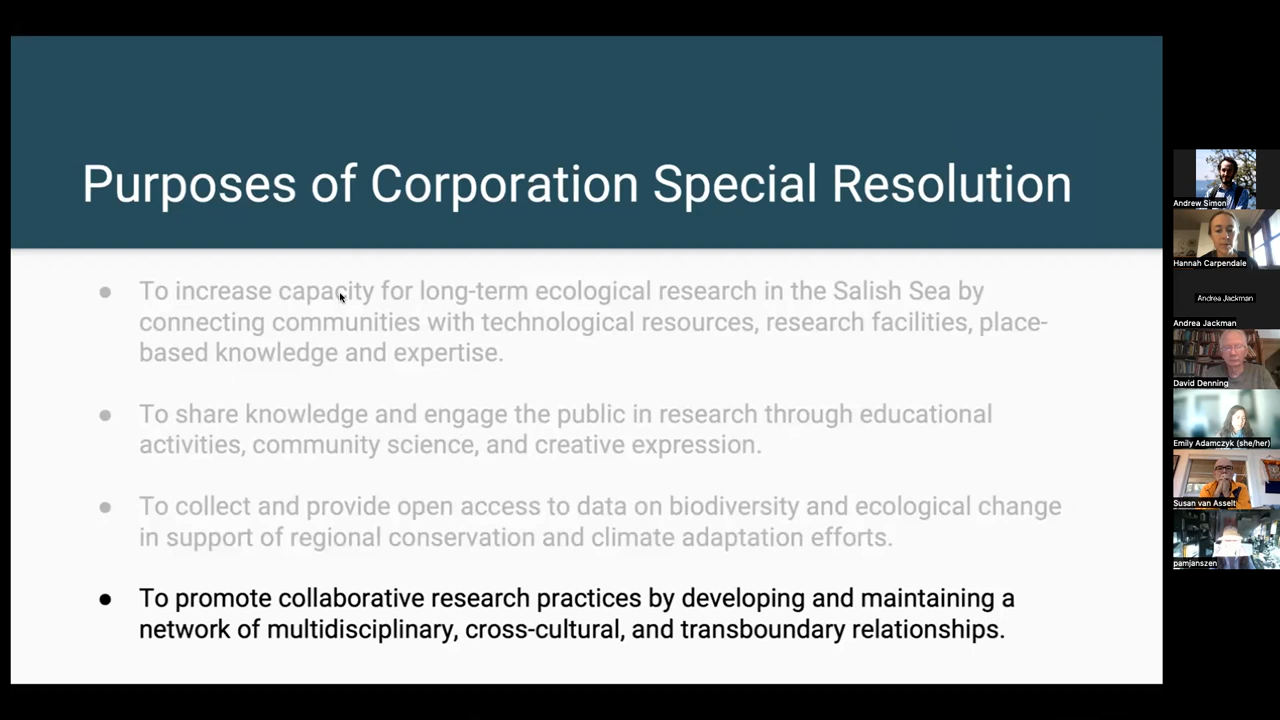 Purposes of Corporation Special Resolution
● To increase capacity for long-term ecological research in the Salish Sea by
connecting communities with technological resources, research facilities, place-
based knowledge and expertise.
● To share knowledge and engage the public in research through educational
activities, community science, and creative expression.
● To collect and provide open access to data on biodiversity and ecological change
in support of regional conservation and climate adaptation efforts.
● To promote collaborative research practices by developing and maintaining a
network of multidisciplinary, cross-cultural, and transboundary relationships.
Andrew Simon
Hannah Carpendale
Andrea Jackman
Andrea Jackman
David Denning
Emily Adamczyk (she/her)
Susan van Asselt
pamjanszen